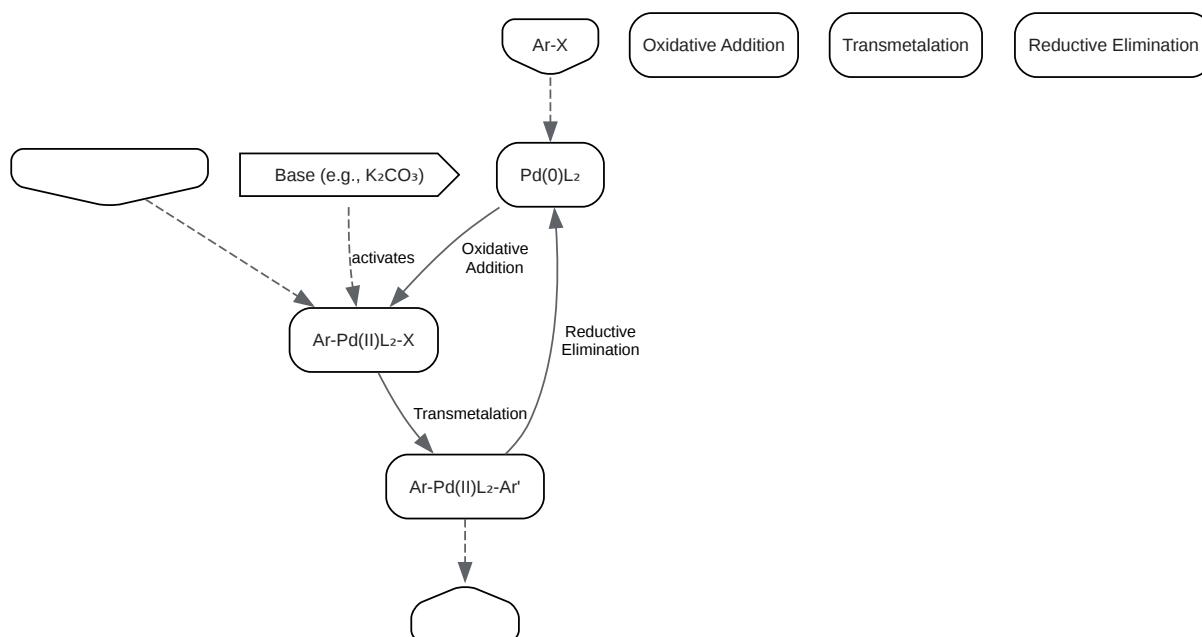 Ar-X
Oxidative Addition
Transmetalation
Reductive Elimination
Base (e.g., K₂CO₃)
Pd(0)L₂
activates
Oxidative
Addition
Ar-Pd(II)L₂-X
Reductive
Elimination
Transmetalation
Ar-Pd(II)L₂-Ar'